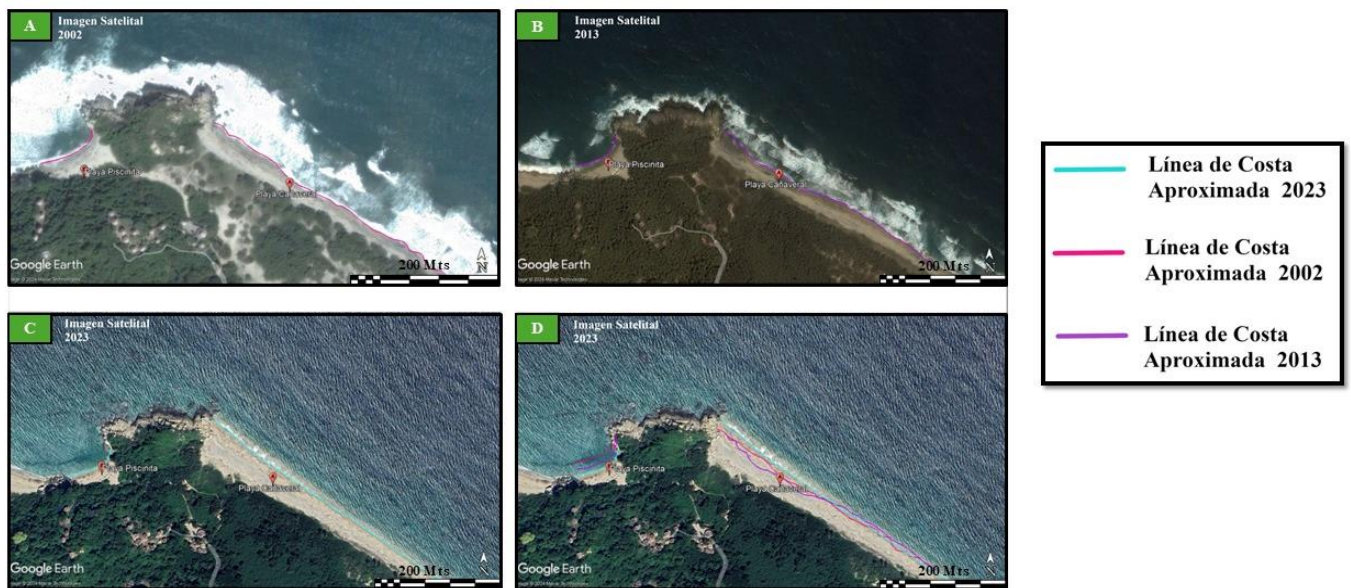 A
Imagen Satelital
2002
Playa Piscinita
Playa Cañaveral
Google Earth
200 Mts
N
B
Imagen Satelital
2013
Playa Piscinita
Playa Cañaveral
Google Earth
200 Mts
N
C
Imagen Satelital
2023
Playa Piscinita
Playa Cañaveral
Google Earth
200 Mts
N
D
Imagen Satelital
2023
Playa Piscinita
Playa Cañaveral
Google Earth
200 Mts
N
Línea de Costa
Aproximada 2023
Línea de Costa
Aproximada 2002
Línea de Costa
Aproximada 2013